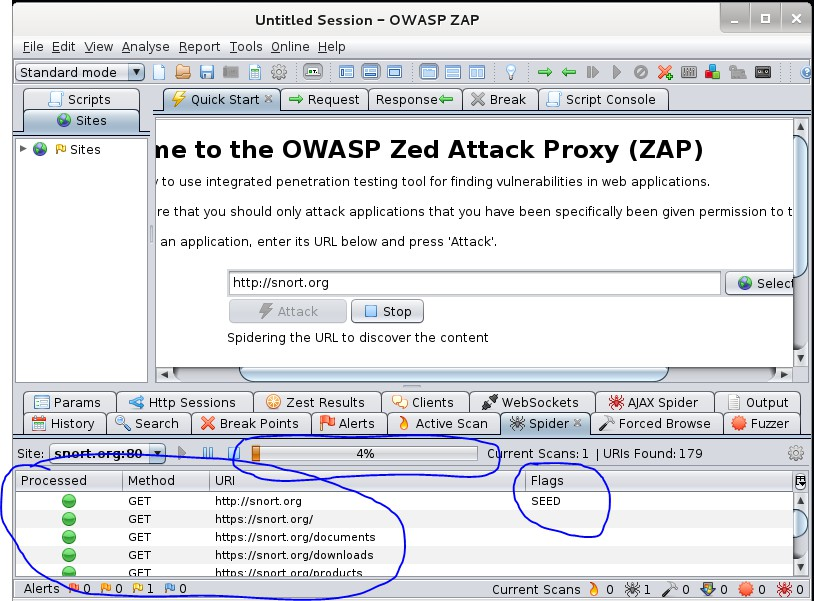 Untitled Session - OWASP ZAP
File Edit View Analyse Report Tools Online Help
Standard mode
Scripts
Sites
Quick Start Request Response Break Script Console
Sites
me to the OWASP Zed Attack Proxy (ZAP)
y to use integrated penetration testing tool for finding vulnerabilities in web applications.
re that you should only attack applications that you have been specifically been given permission to t
an application, enter its URL below and press 'Attack'.
http://snort.org Select
Attack Stop
Spidering the URL to discover the content
Params Http Sessions Zest Results Clients WebSockets AJAX Spider Output
History Search Break Points Alerts Active Scan Spider Forced Browse Fuzzer
Site: snort.org:80 4% Current Scans: 1 | URIs Found: 179
Processed Method URI Flags
GET http://snort.org SEED
GET https://snort.org/
GET https://snort.org/documents
GET https://snort.org/downloads
GET https://snort.org/products
Alerts 0 0 1 0 Current Scans 0 1 0 0 0 0